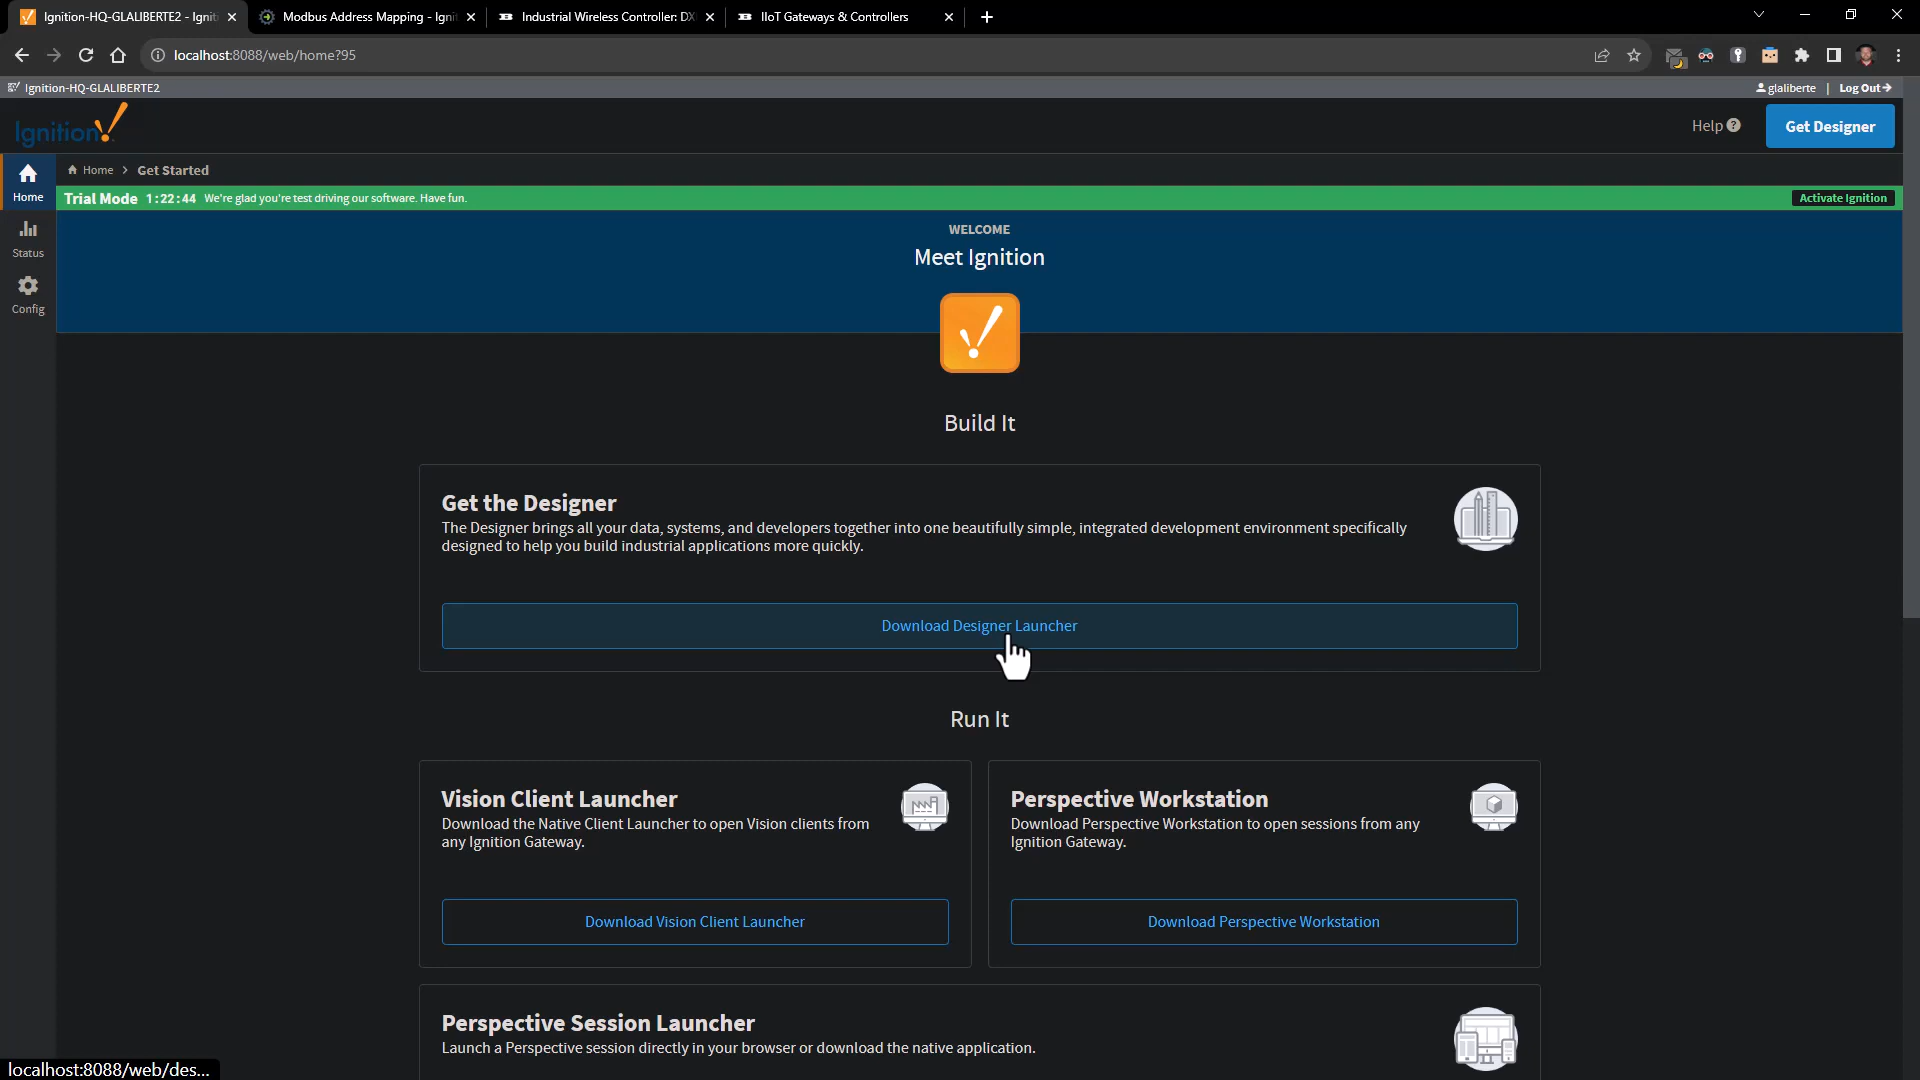 Ignition-HQ-GLALIBERTE2 - Ignit
Modbus Address Mapping - Ignit
Industrial Wireless Controller: DX
IIoT Gateways & Controllers
localhost:8088/web/home?95
Ignition-HQ-GLALIBERTE2
glaliberte | Log Out
Ignition
Help
Get Designer
Home
Status
Config
Home > Get Started
Trial Mode 1:22:44 We're glad you're test driving our software. Have fun.
Activate Ignition
WELCOME
Meet Ignition
Build It
Get the Designer
The Designer brings all your data, systems, and developers together into one beautifully simple, integrated development environment specifically
designed to help you build industrial applications more quickly.
Download Designer Launcher
Run It
Vision Client Launcher
Download the Native Client Launcher to open Vision clients from
any Ignition Gateway.
Download Vision Client Launcher
Perspective Workstation
Download Perspective Workstation to open sessions from any
Ignition Gateway.
Download Perspective Workstation
Perspective Session Launcher
Launch a Perspective session directly in your browser or download the native application.
localhost:8088/web/des...